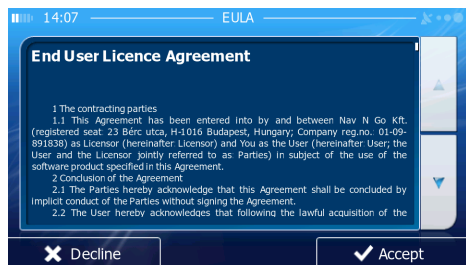 14:07 EULA
End User Licence Agreement
1 The contracting parties
1.1 This Agreement has been entered into by and between Nav N Go Kft.
(registered seat: 23 Bérc utca, H-1016 Budapest, Hungary; Company reg.no.: 01-09-
891838) as Licensor (hereinafter Licensor) and You as the User (hereinafter User; the
User and the Licensor jointly referred to as: Parties) in subject of the use of the
software product specified in this Agreement.
2 Conclusion of the Agreement
2.1 The Parties hereby acknowledge that this Agreement shall be concluded by
implicit conduct of the Parties without signing the Agreement.
2.2 The User hereby acknowledges that following the lawful acquisition of the
Decline Accept